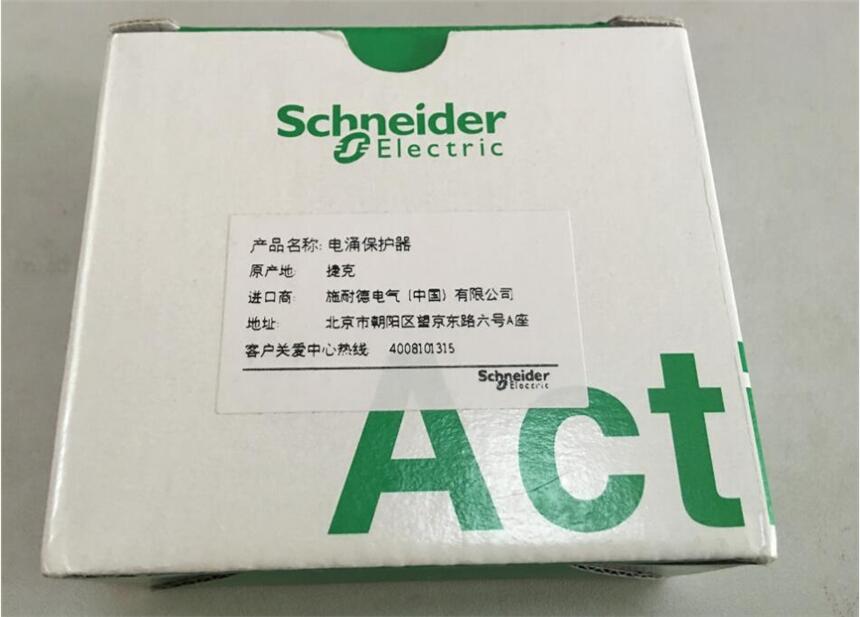 Schneider
Electric
产品名称: 电涌保护器
原产地: 捷克
进口商: 施耐德电气（中国）有限公司
地址: 北京市朝阳区望京东路六号A座
客户关爱中心热线: 4008101315
Schneider
Electric
Acti